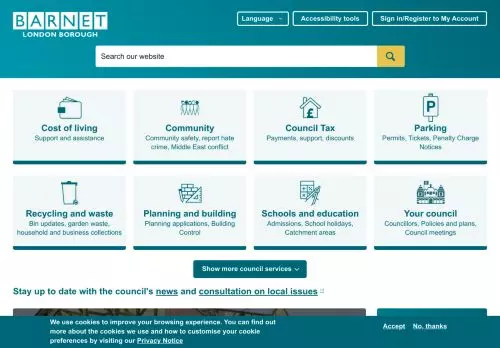 BARNET
LONDON BOROUGH
Language
Accessibility tools
Sign in/Register to My Account
Search our website
Cost of living
Support and assistance
Community
Community safety, report hate
crime, Middle East conflict
Council Tax
Payments, support, discounts
Parking
Permits, Tickets, Penalty Charge
Notices
Recycling and waste
Bin updates, garden waste,
household and business collections
Planning and building
Planning applications, Building
Control
Schools and education
Admissions, School holidays,
Catchment areas
Your council
Councillors, Policies and plans,
Council meetings
Show more council services
Stay up to date with the council's news and consultation on local issues
We use cookies to improve your browsing experience. You can find out
more about the cookies we use and how to customise your cookie
preferences by visiting our Privacy Notice
Accept
No, thanks